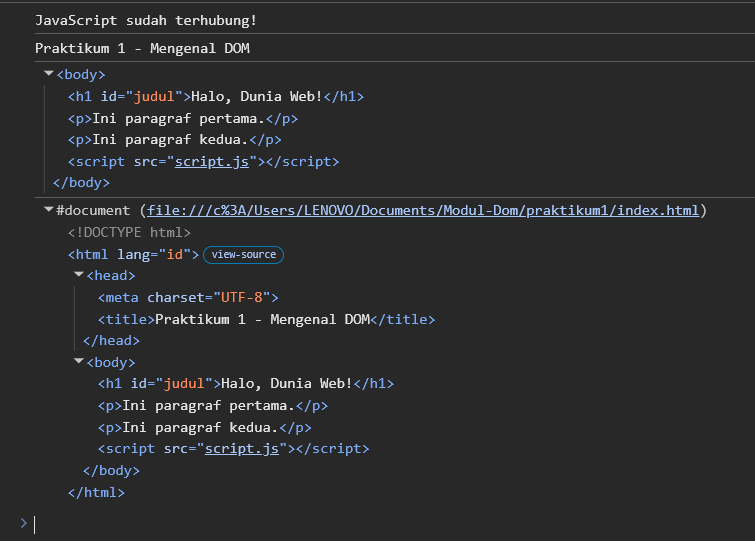 JavaScript sudah terhubung!
Praktikum 1 - Mengenal DOM
<body>
<h1 id="judul">Halo, Dunia Web!</h1>
<p>Ini paragraf pertama.</p>
<p>Ini paragraf kedua.</p>
<script src="script.js"></script>
</body>
#document (file:///c%3A/Users/LENOVO/Documents/Modul-Dom/praktikum1/index.html)
<!DOCTYPE html>
<html lang="id"> view-source
<head>
<meta charset="UTF-8">
<title>Praktikum 1 - Mengenal DOM</title>
</head>
<body>
<h1 id="judul">Halo, Dunia Web!</h1>
<p>Ini paragraf pertama.</p>
<p>Ini paragraf kedua.</p>
<script src="script.js"></script>
</body>
</html>